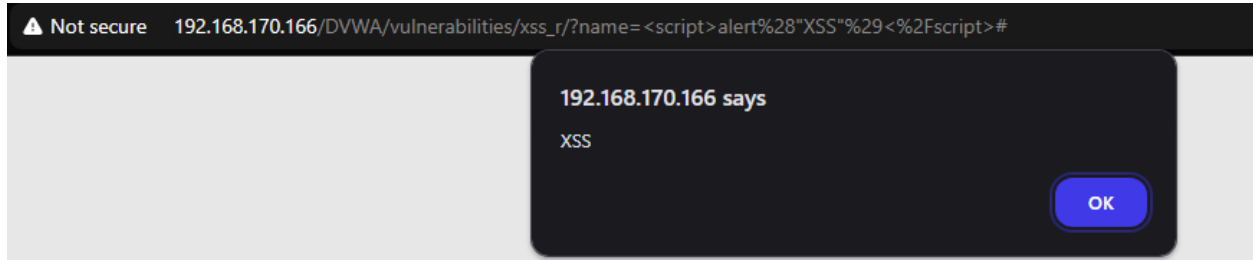 Not secure 192.168.170.166/DVWA/vulnerabilities/xss_r/?name=<script>alert%28"XSS"%29<%2Fscript>#
192.168.170.166 says
XSS
OK